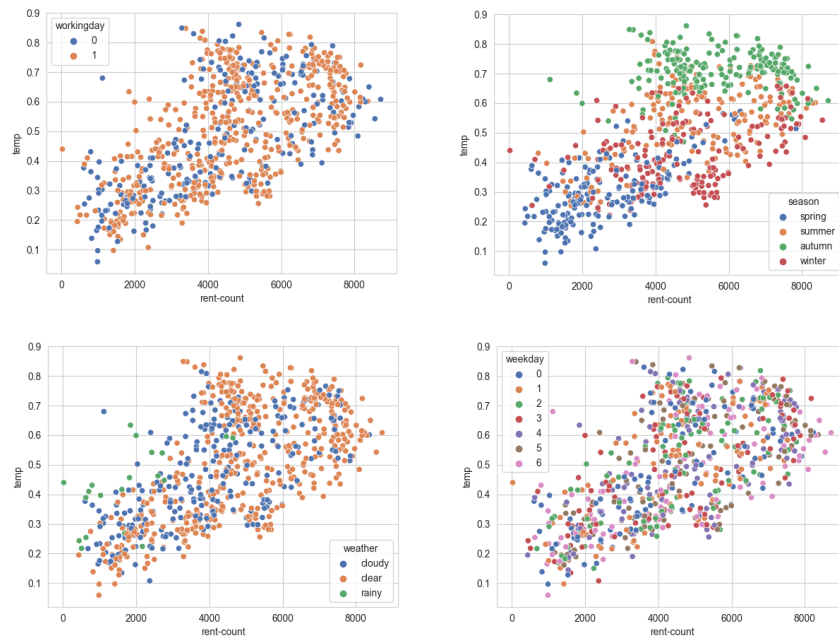 workingday
0
1
0.9
0.8
0.7
0.6
0.5
0.4
0.3
0.2
0.1
temp
0 2000 4000 6000 8000
rent-count
0.9
0.8
0.7
0.6
0.5
0.4
0.3
0.2
0.1
temp
season
spring
summer
autumn
winter
0 2000 4000 6000 8000
rent-count
0.9
0.8
0.7
0.6
0.5
0.4
0.3
0.2
0.1
temp
weather
cloudy
clear
rainy
0 2000 4000 6000 8000
rent-count
weekday
0
1
2
3
4
5
6
0.9
0.8
0.7
0.6
0.5
0.4
0.3
0.2
0.1
temp
0 2000 4000 6000 8000
rent-count